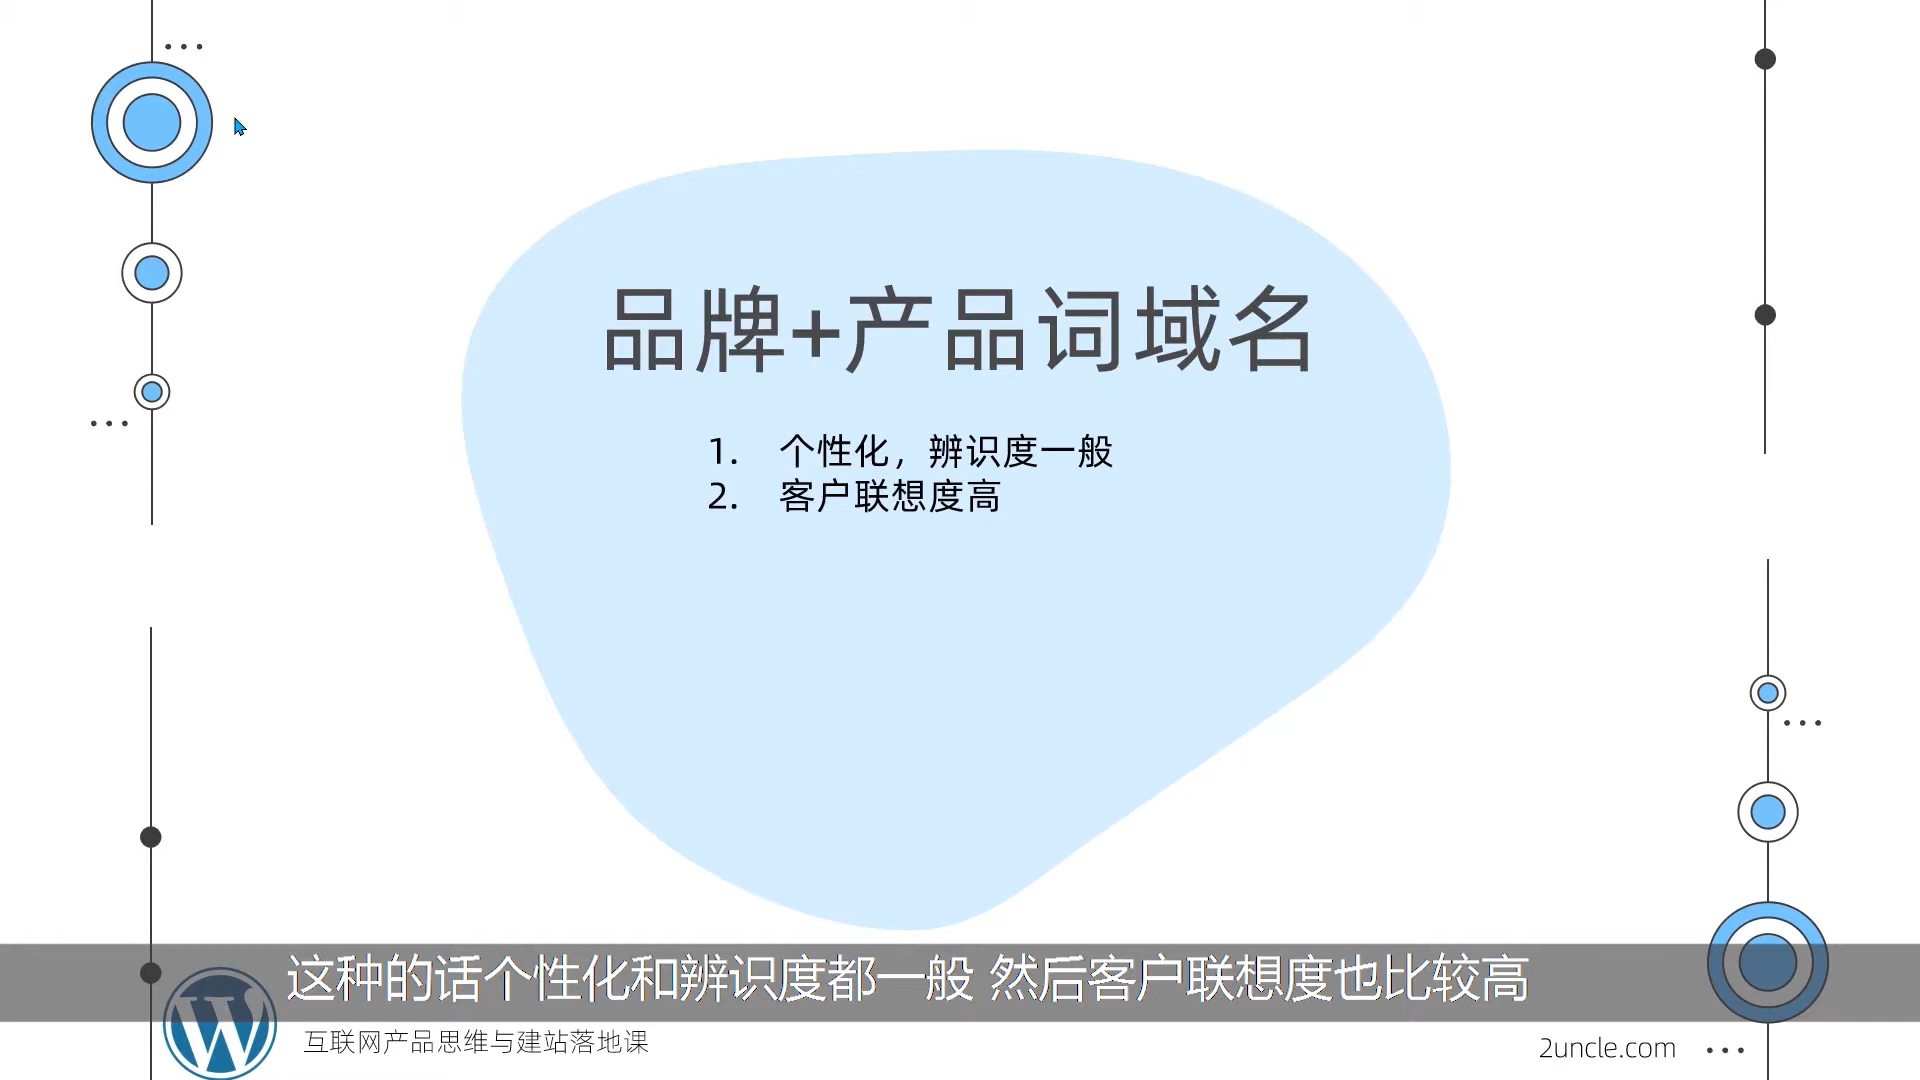 品牌+产品词域名
1. 个性化，辨识度一般
2. 客户联想度高
这种的话个性化和辨识度都一般 然后客户联想度也比较高
互联网产品思维与建站落地课
2uncle.com